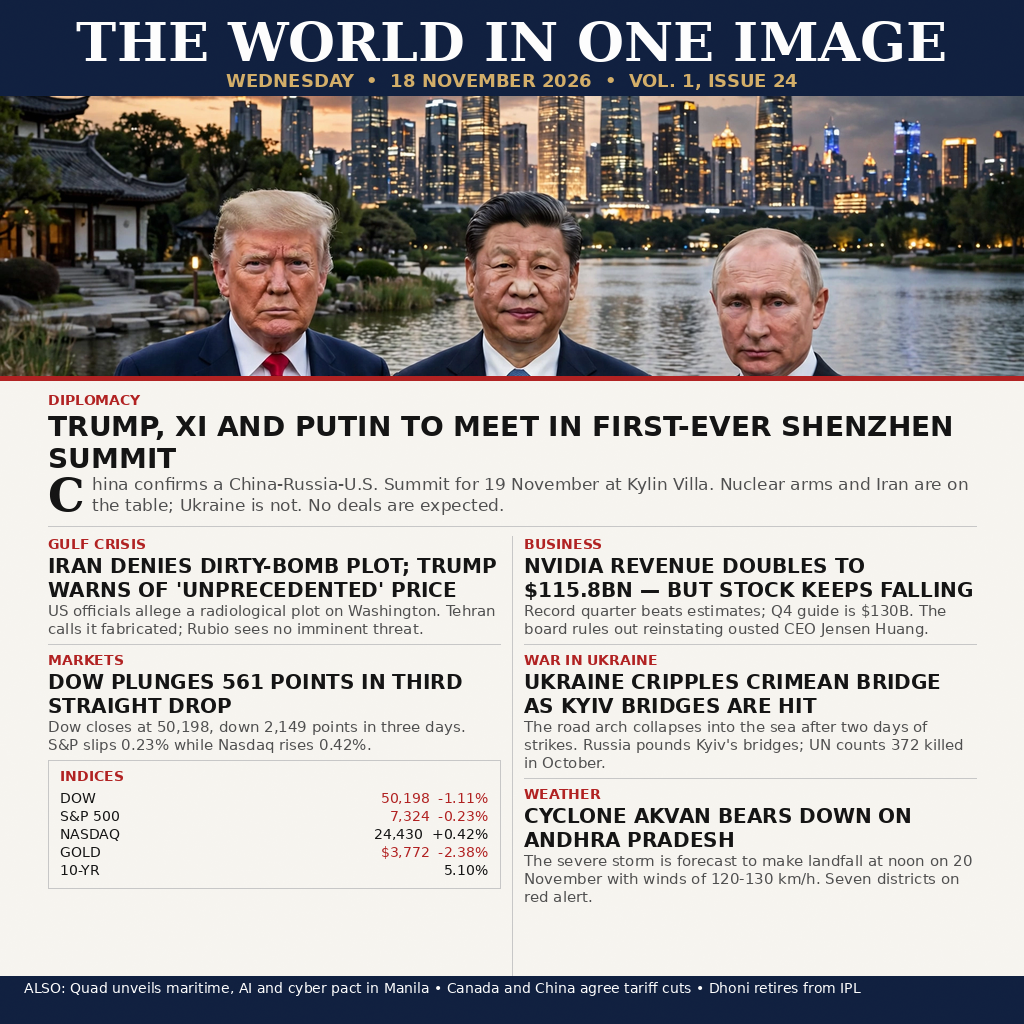 THE WORLD IN ONE IMAGE
WEDNESDAY • 18 NOVEMBER 2026 • VOL. 1, ISSUE 24
DIPLOMACY
TRUMP, XI AND PUTIN TO MEET IN FIRST-EVER SHENZHEN
SUMMIT
China confirms a China-Russia-U.S. Summit for 19 November at Kylin Villa. Nuclear arms and Iran are on
the table; Ukraine is not. No deals are expected.
GULF CRISIS
IRAN DENIES DIRTY-BOMB PLOT; TRUMP
WARNS OF 'UNPRECEDENTED' PRICE
US officials allege a radiological plot on Washington. Tehran
calls it fabricated; Rubio sees no imminent threat.
MARKETS
DOW PLUNGES 561 POINTS IN THIRD
STRAIGHT DROP
Dow closes at 50,198, down 2,149 points in three days.
S&P slips 0.23% while Nasdaq rises 0.42%.
INDICES
DOW 50,198 -1.11%
S&P 500 7,324 -0.23%
NASDAQ 24,430 +0.42%
GOLD $3,772 -2.38%
10-YR 5.10%
BUSINESS
NVIDIA REVENUE DOUBLES TO
$115.8BN — BUT STOCK KEEPS FALLING
Record quarter beats estimates; Q4 guide is $130B. The
board rules out reinstating ousted CEO Jensen Huang.
WAR IN UKRAINE
UKRAINE CRIPPLES CRIMEAN BRIDGE
AS KYIV BRIDGES ARE HIT
The road arch collapses into the sea after two days of
strikes. Russia pounds Kyiv's bridges; UN counts 372 killed
in October.
WEATHER
CYCLONE AKVAN BEARS DOWN ON
ANDHRA PRADESH
The severe storm is forecast to make landfall at noon on 20
November with winds of 120-130 km/h. Seven districts on
red alert.
ALSO: Quad unveils maritime, AI and cyber pact in Manila • Canada and China agree tariff cuts • Dhoni retires from IPL